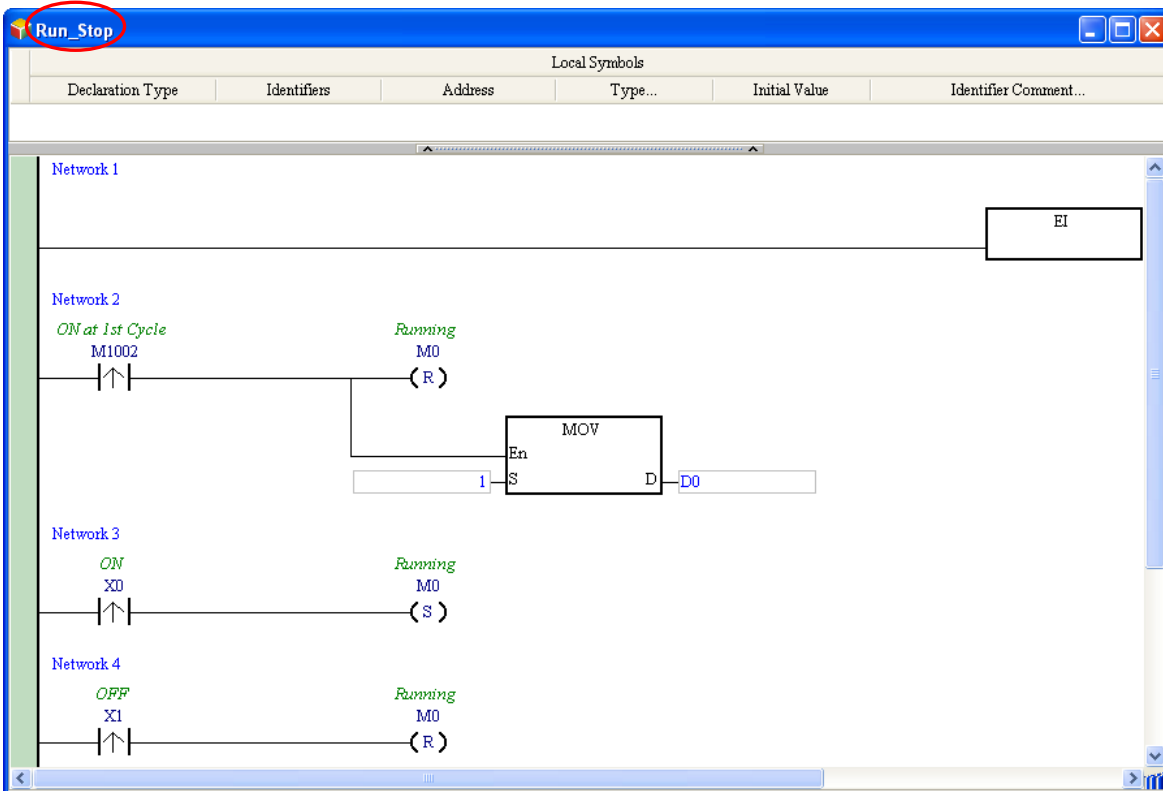 Run_Stop
Local Symbols
Declaration Type Identifiers Address Type... Initial Value Identifier Comment...
Network 1
EI
Network 2
ON at 1st Cycle Running
M1002 M0
R
MOV
En
1 S D D0
Network 3
ON Running
X0 M0
S
Network 4
OFF Running
X1 M0
R